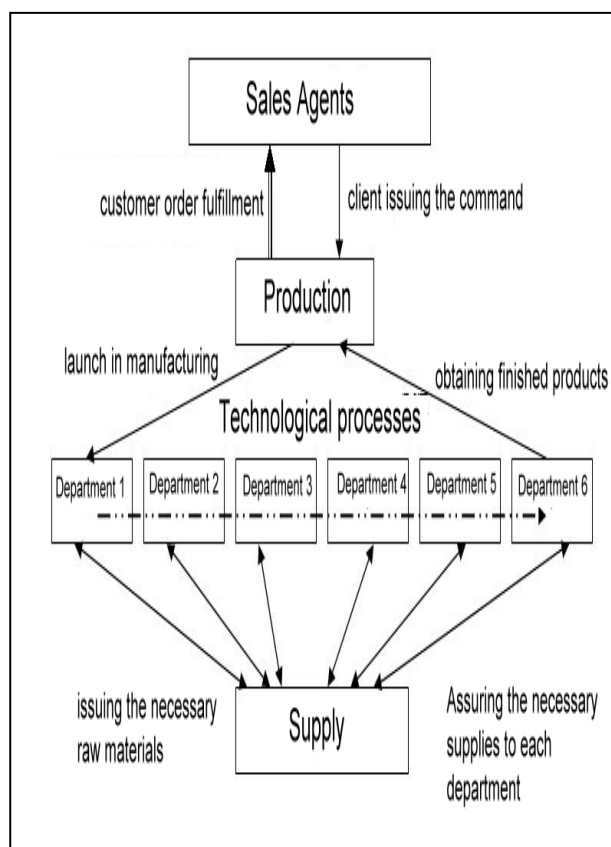 Sales Agents
customer order fulfillment
client issuing the command
Production
launch in manufacturing
obtaining finished products
Technological processes
Department 1
Department 2
Department 3
Department 4
Department 5
Department 6
issuing the necessary
raw materials
Supply
Assuring the necessary
supplies to each
department